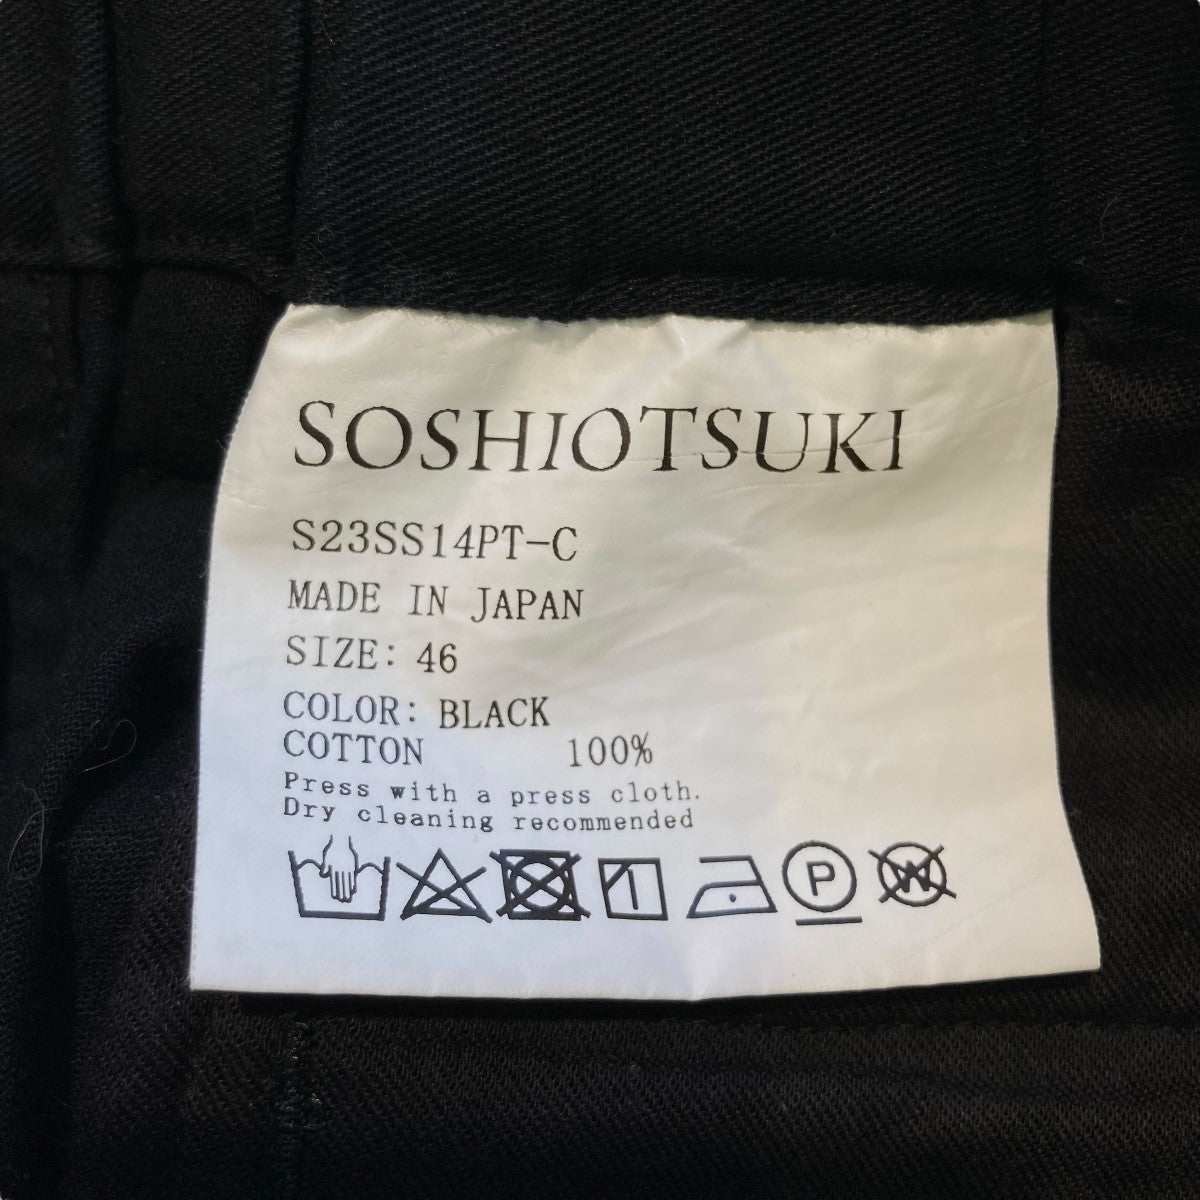 SOSHIOTSUKI
S23SS14PT-C
MADE IN JAPAN
SIZE: 46
COLOR: BLACK
COTTON 100%
Press with a press cloth.
Dry cleaning recommended
P W